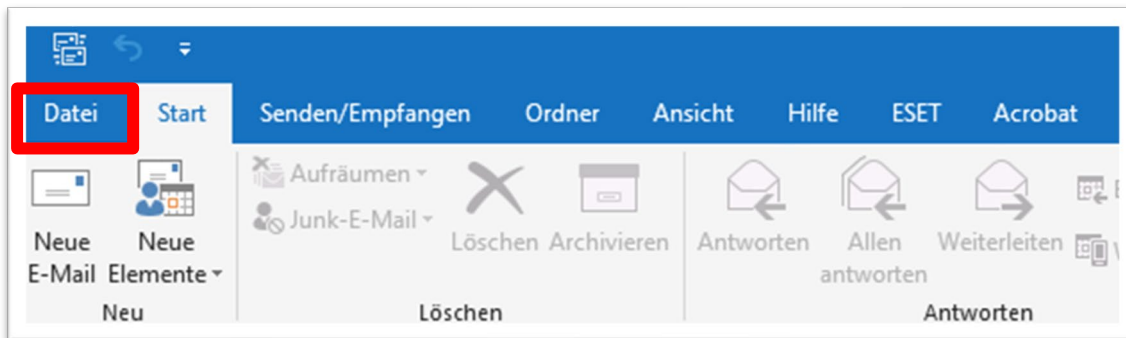 Datei Start Senden/Empfangen Ordner Ansicht Hilfe ESET Acrobat
Neue E-Mail
Neue Elemente
Neu
Aufräumen
Junk-E-Mail
Löschen
Archivieren
Löschen
Antworten
Allen antworten
Weiterleiten
Antworten